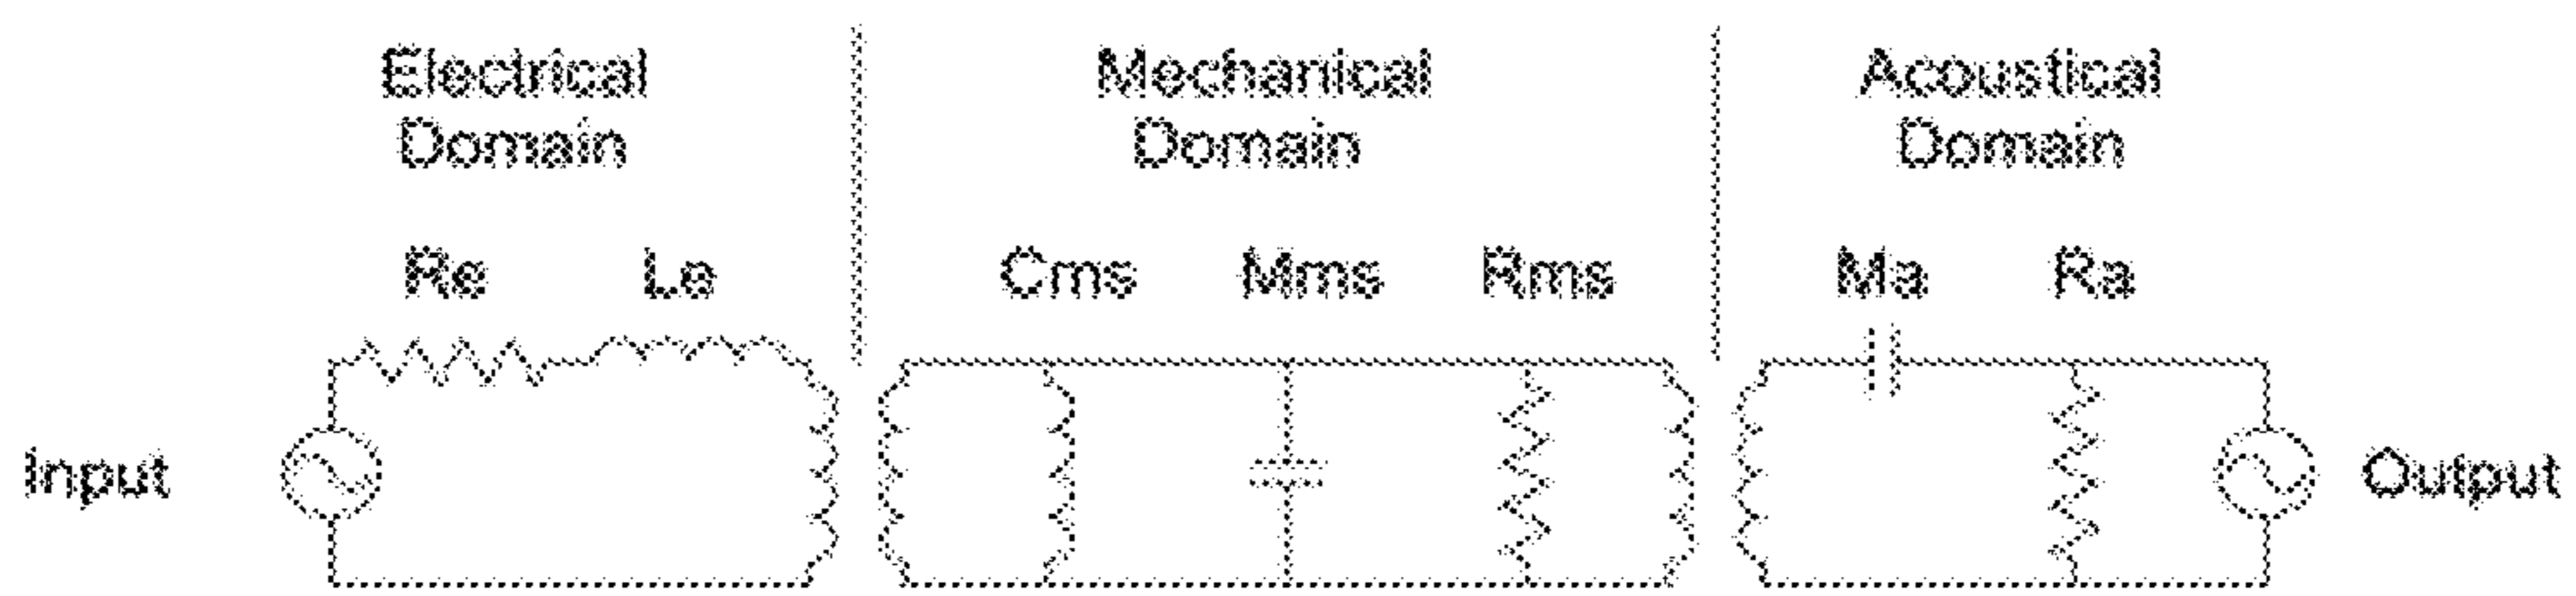 Electrical
Domain
Mechanical
Domain
Acoustical
Domain
Re Le Cms Mms Rms Ma Ra
Input
Output